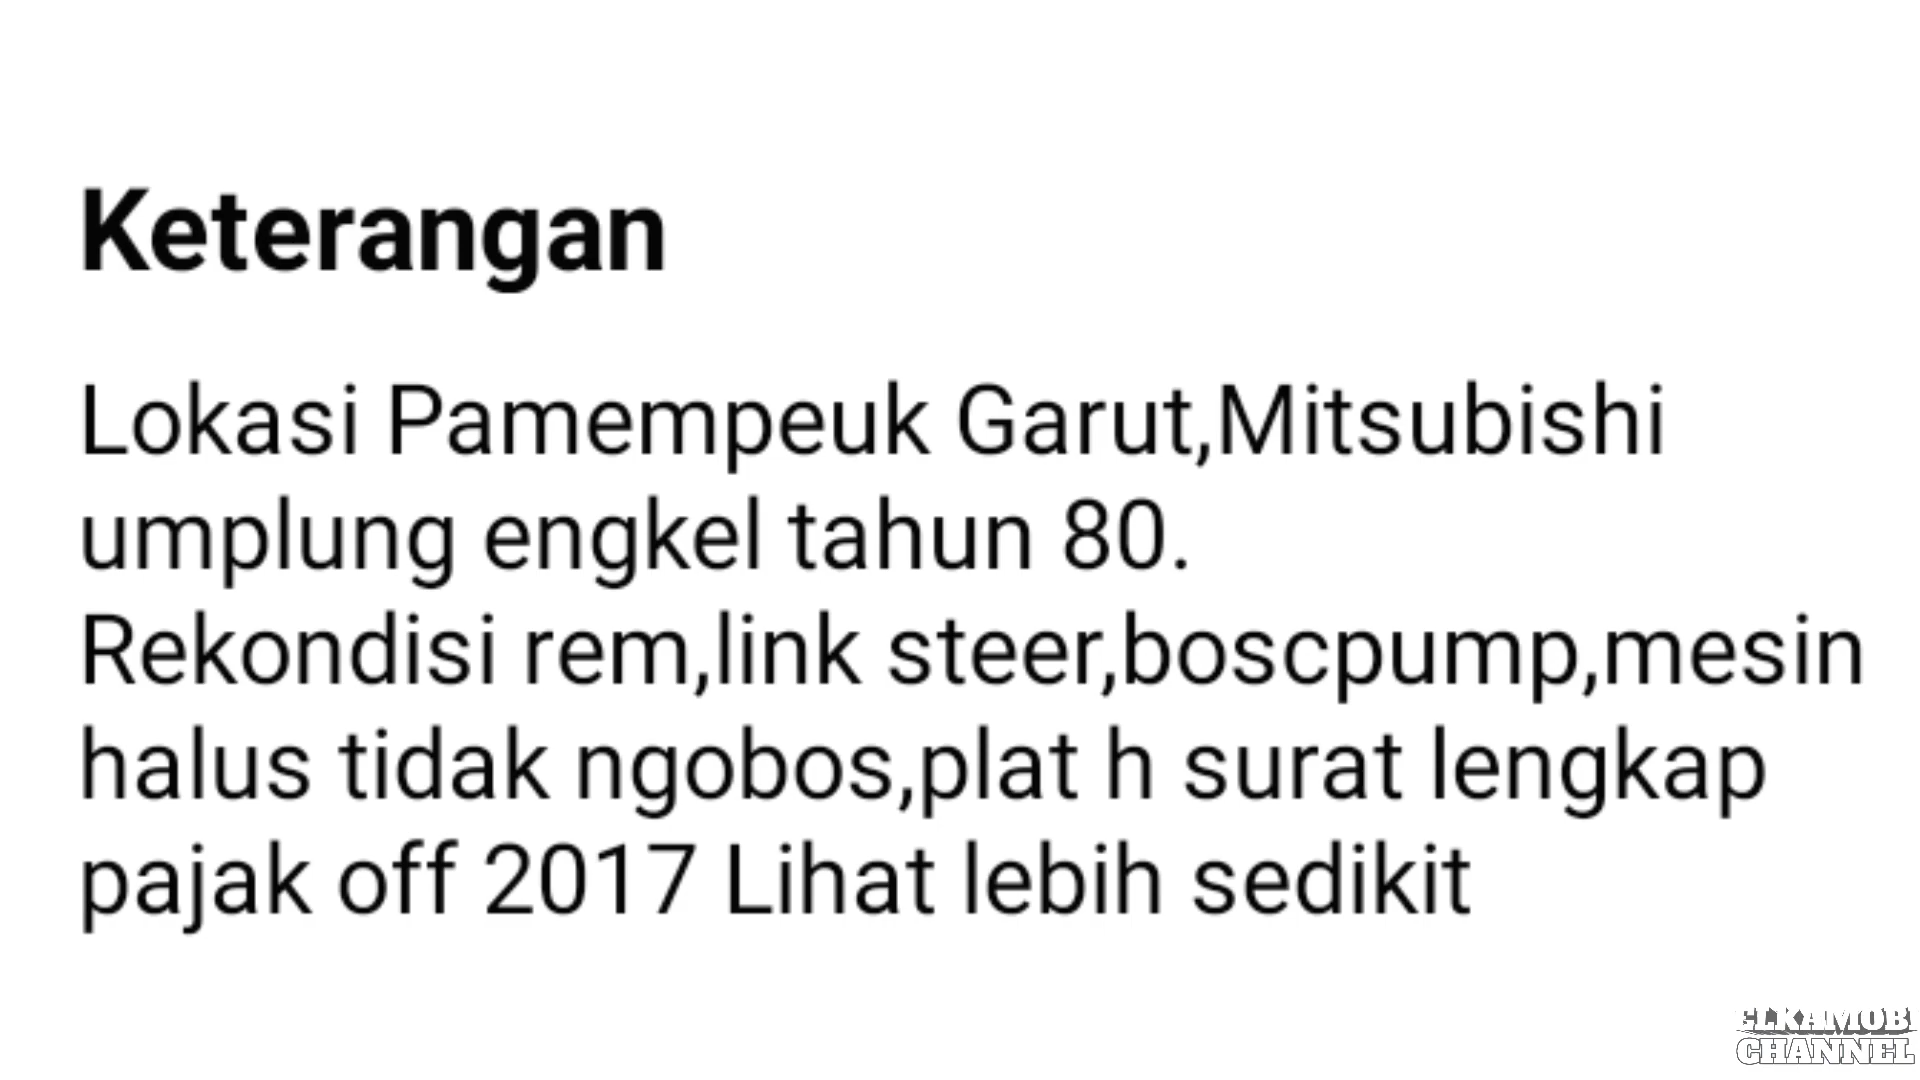 Keterangan
Lokasi Pamempeuk Garut,Mitsubishi
umplung engkel tahun 80.
Rekondisi rem,link steer,boscpump,mesin
halus tidak ngobos,plat h surat lengkap
pajak off 2017 Lihat lebih sedikit
ELKAMOBI
CHANNEL